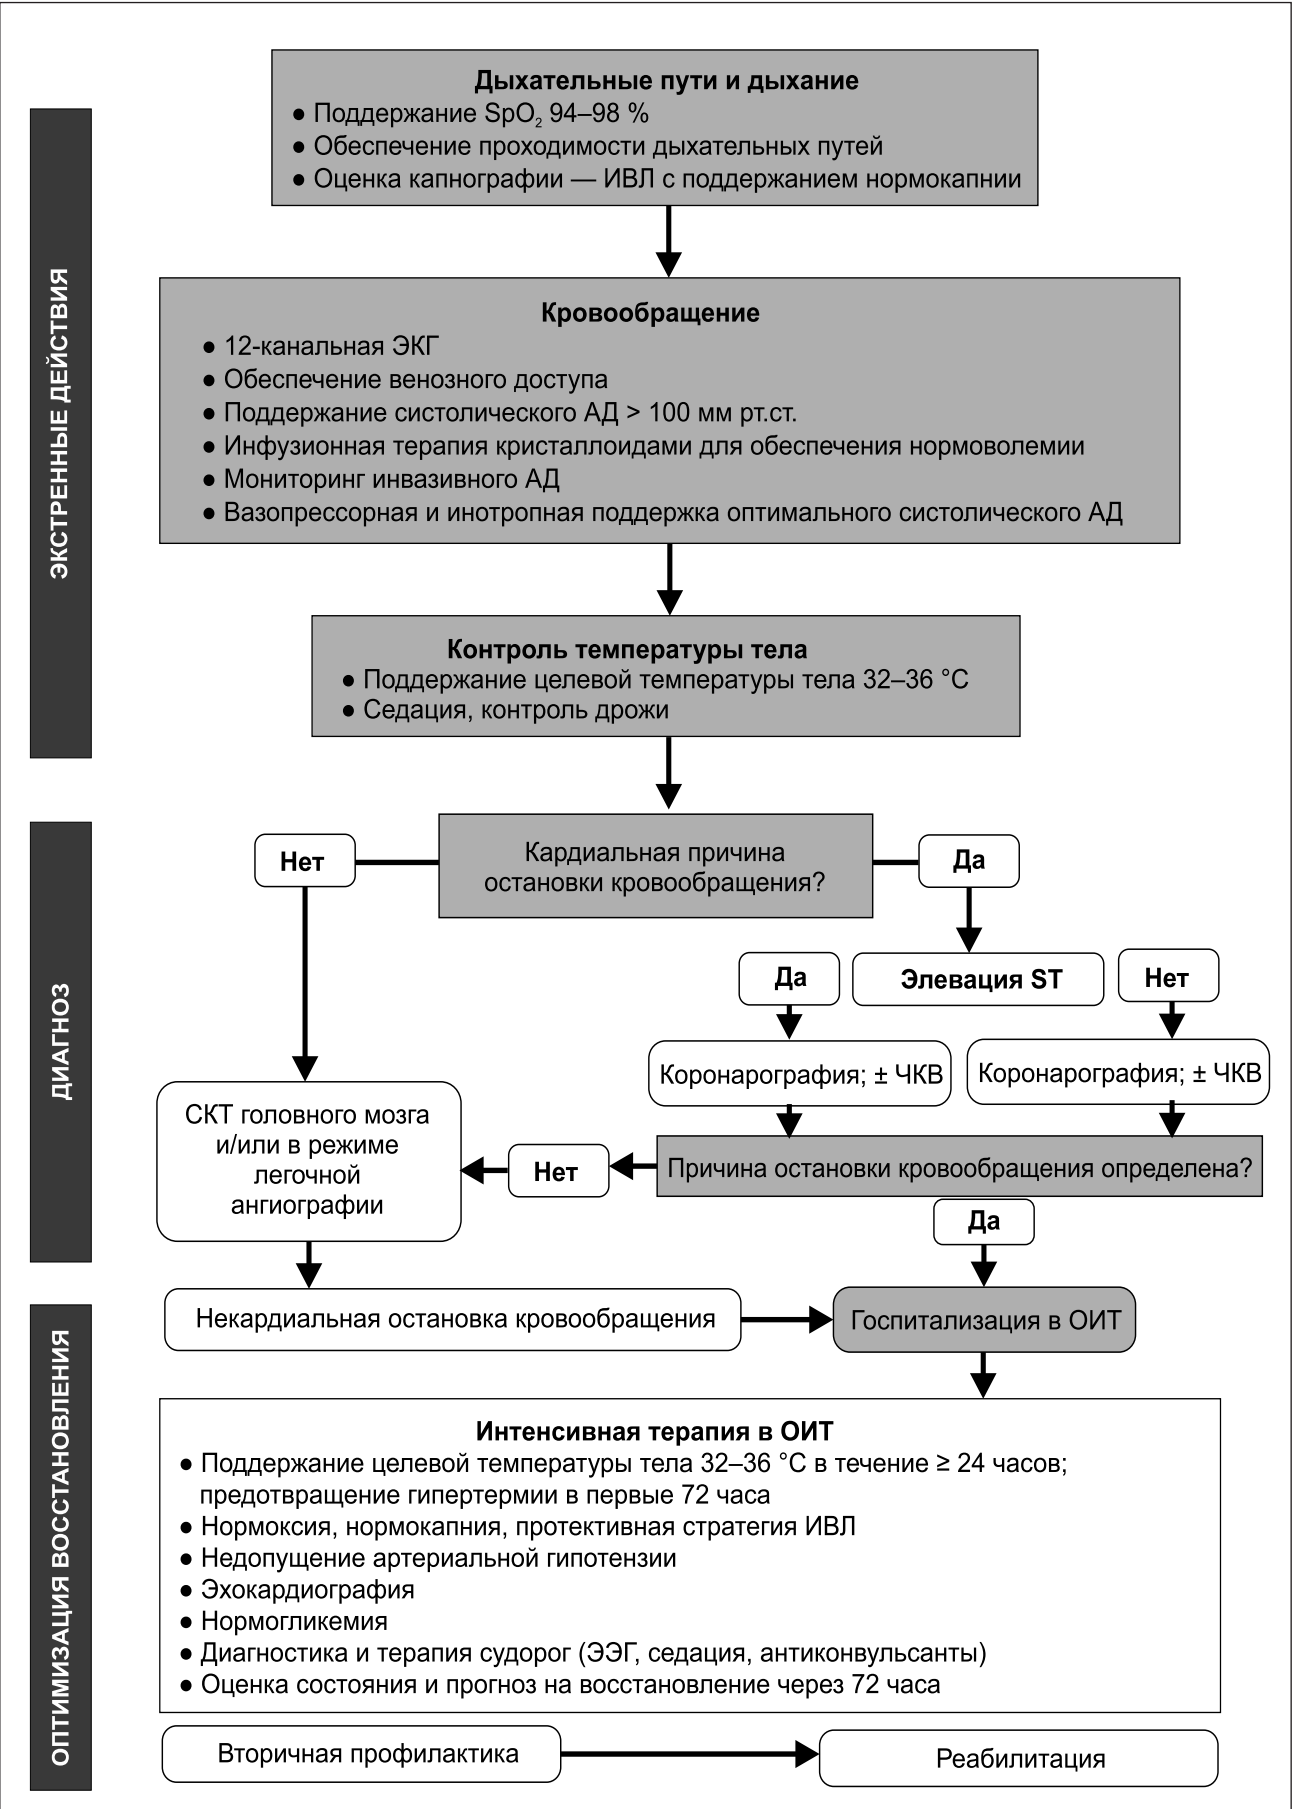 ЭКСТРЕННЫЕ ДЕЙСТВИЯ
Дыхательные пути и дыхание
● Поддержание SpO₂ 94–98 %
● Обеспечение проходимости дыхательных путей
● Оценка капнографии — ИВЛ с поддержанием нормокапнии
Кровообращение
● 12-канальная ЭКГ
● Обеспечение венозного доступа
● Поддержание систолического АД > 100 мм рт.ст.
● Инфузионная терапия кристаллоидами для обеспечения нормоволемии
● Мониторинг инвазивного АД
● Вазопрессорная и инотропная поддержка оптимального систолического АД
Контроль температуры тела
● Поддержание целевой температуры тела 32–36 °C
● Седация, контроль дрожи
ДИАГНОЗ
Нет
Кардиальная причина
остановки кровообращения?
Да
Да
Элевация ST
Нет
Коронарография; ± ЧКВ
Коронарография; ± ЧКВ
СКТ головного мозга
и/или в режиме
легочной
ангиографии
Нет
Причина остановки кровообращения определена?
Да
ОПТИМИЗАЦИЯ ВОССТАНОВЛЕНИЯ
Некардиальная остановка кровообращения
Госпитализация в ОИТ
Интенсивная терапия в ОИТ
● Поддержание целевой температуры тела 32–36 °C в течение ≥ 24 часов;
предотвращение гипертермии в первые 72 часа
● Нормоксия, нормокапния, протективная стратегия ИВЛ
● Недопущение артериальной гипотензии
● Эхокардиография
● Нормогликемия
● Диагностика и терапия судорог (ЭЭГ, седация, антиконвульсанты)
● Оценка состояния и прогноз на восстановление через 72 часа
Вторичная профилактика
Реабилитация